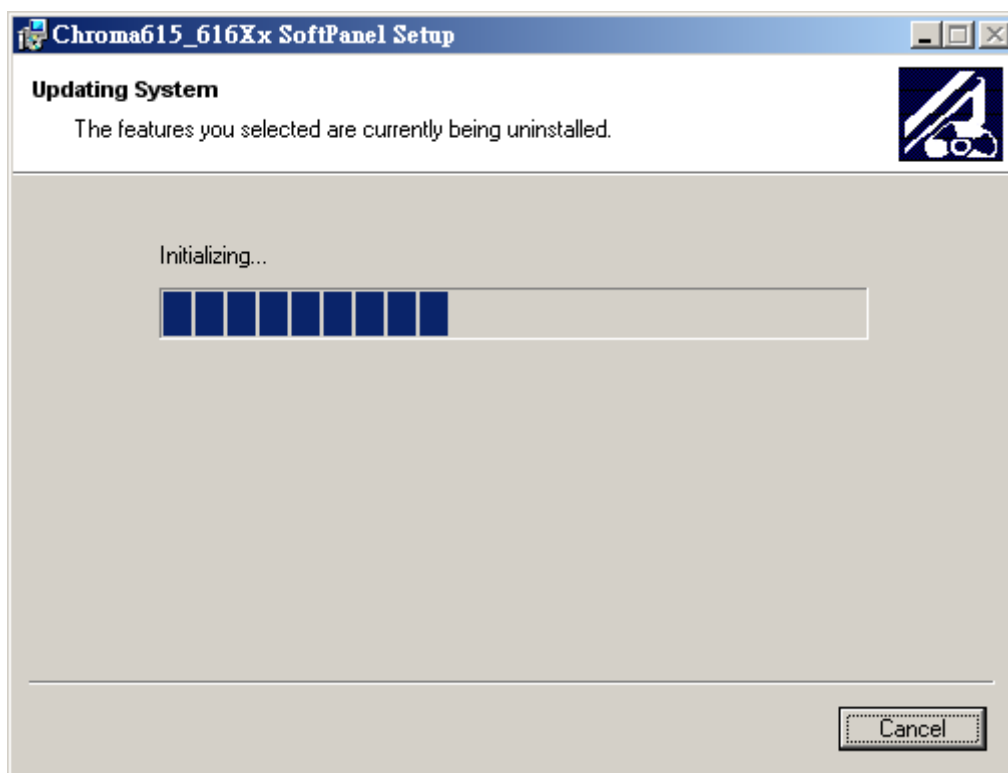 Chroma615_616Xx SoftPanel Setup
Updating System
The features you selected are currently being uninstalled.
Initializing...
Cancel